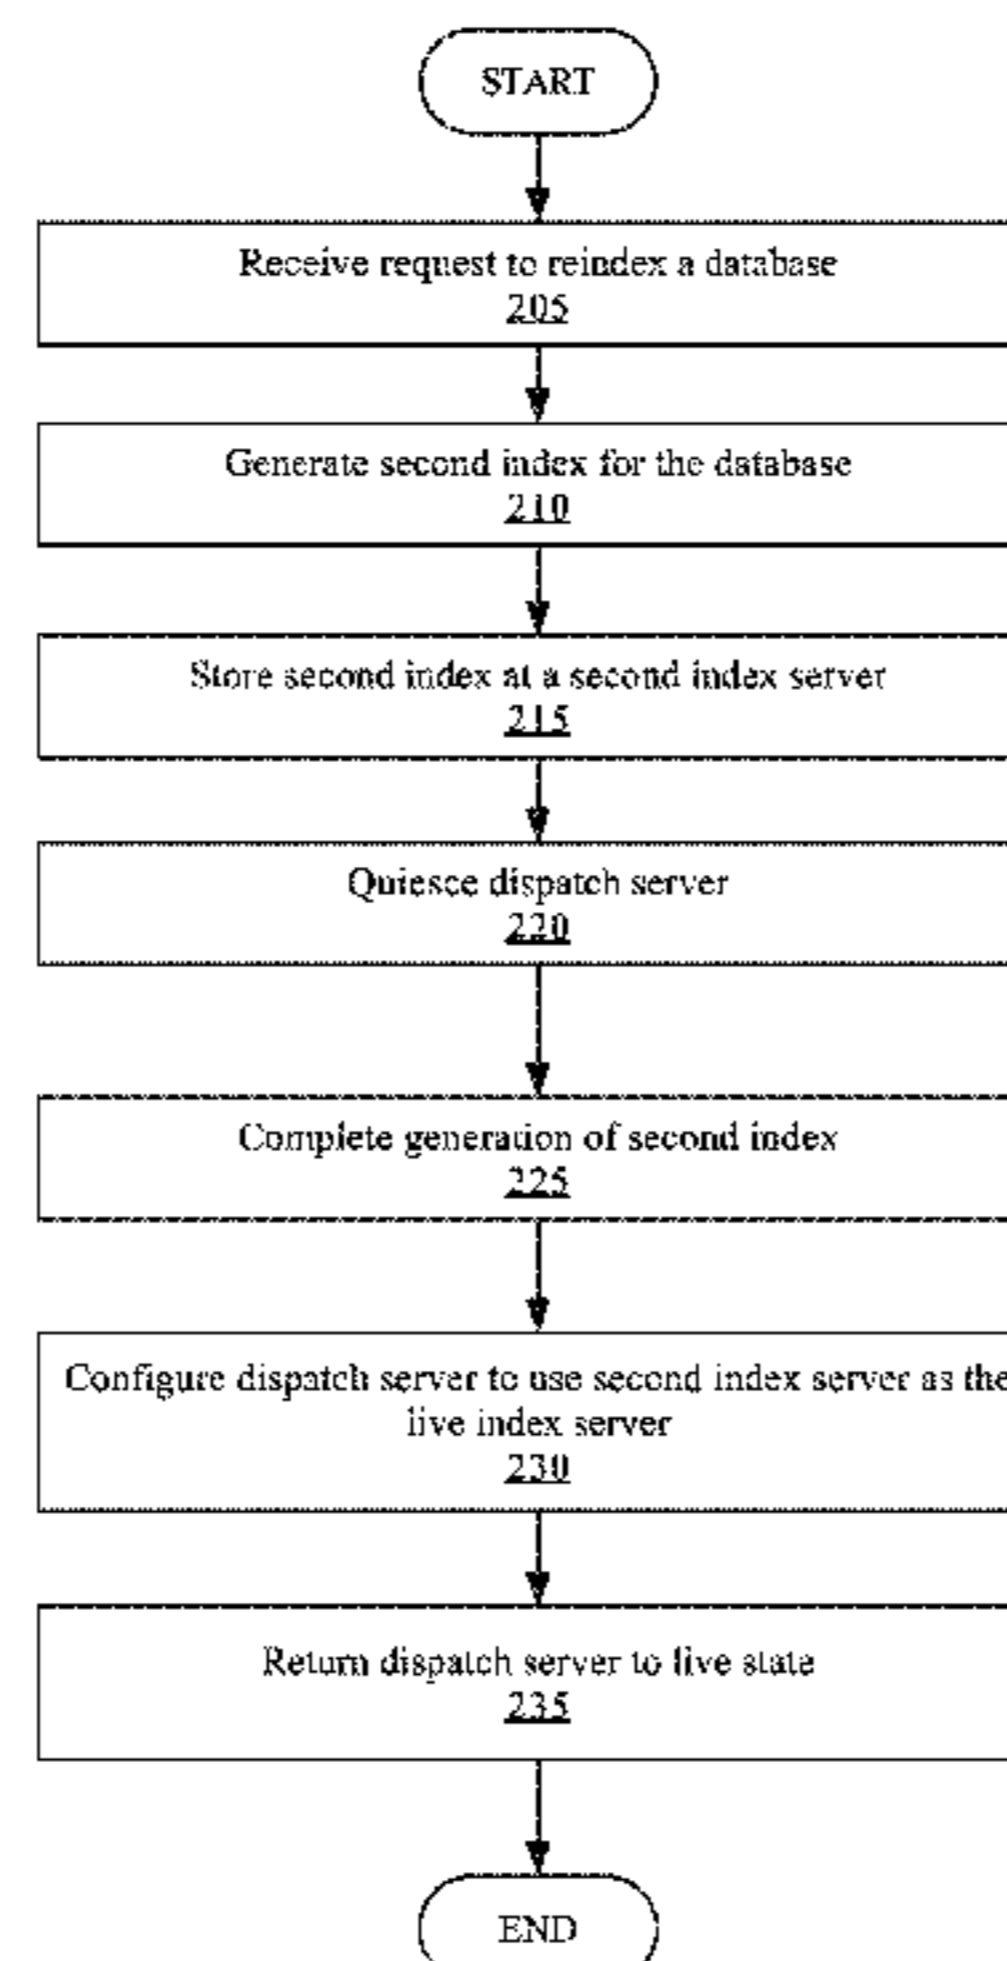 START
Receive request to reindex a database
205
Generate second index for the database
210
Store second index at a second index server
215
Quiesce dispatch server
220
Complete generation of second index
225
Configure dispatch server to use second index server as the
live index server
230
Return dispatch server to live state
235
END